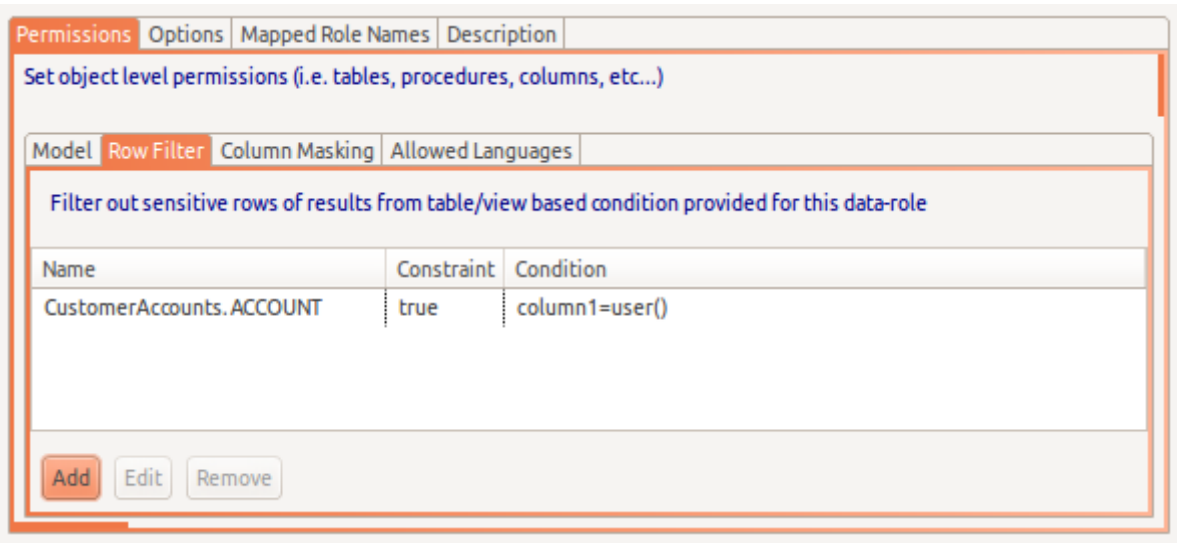 Permissions Options Mapped Role Names Description
Set object level permissions (i.e. tables, procedures, columns, etc...)
Model Row Filter Column Masking Allowed Languages
Filter out sensitive rows of results from table/view based condition provided for this data-role
Name Constraint Condition
CustomerAccounts.ACCOUNT true column1=user()
Add Edit Remove